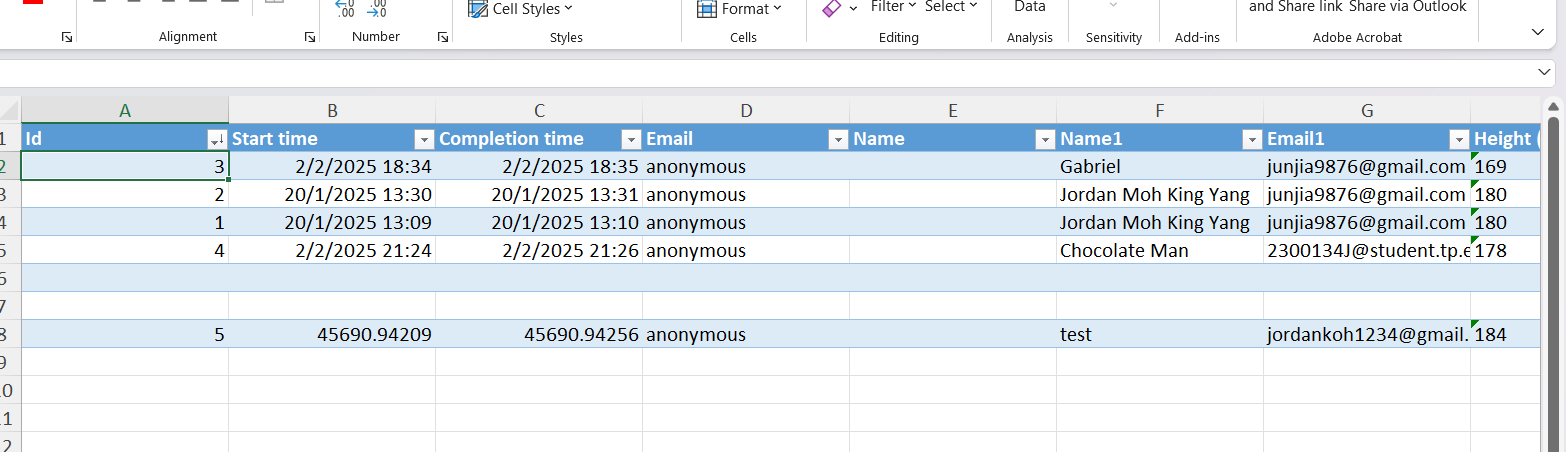 Cell Styles Format Filter Select Data and Share link Share via Outlook
Alignment Number Styles Cells Editing Analysis Sensitivity Add-ins Adobe Acrobat
A B C D E F G
1 Id Start time Completion time Email Name Name1 Email1 Height (
2 3 2/2/2025 18:34 2/2/2025 18:35 anonymous Gabriel junjia9876@gmail.com 169
3 2 20/1/2025 13:30 20/1/2025 13:31 anonymous Jordan Moh King Yang junjia9876@gmail.com 180
4 1 20/1/2025 13:09 20/1/2025 13:10 anonymous Jordan Moh King Yang junjia9876@gmail.com 180
5 4 2/2/2025 21:24 2/2/2025 21:26 anonymous Chocolate Man 2300134J@student.tp.e 178
6
7
8 5 45690.94209 45690.94256 anonymous test jordankoh1234@gmail. 184
9